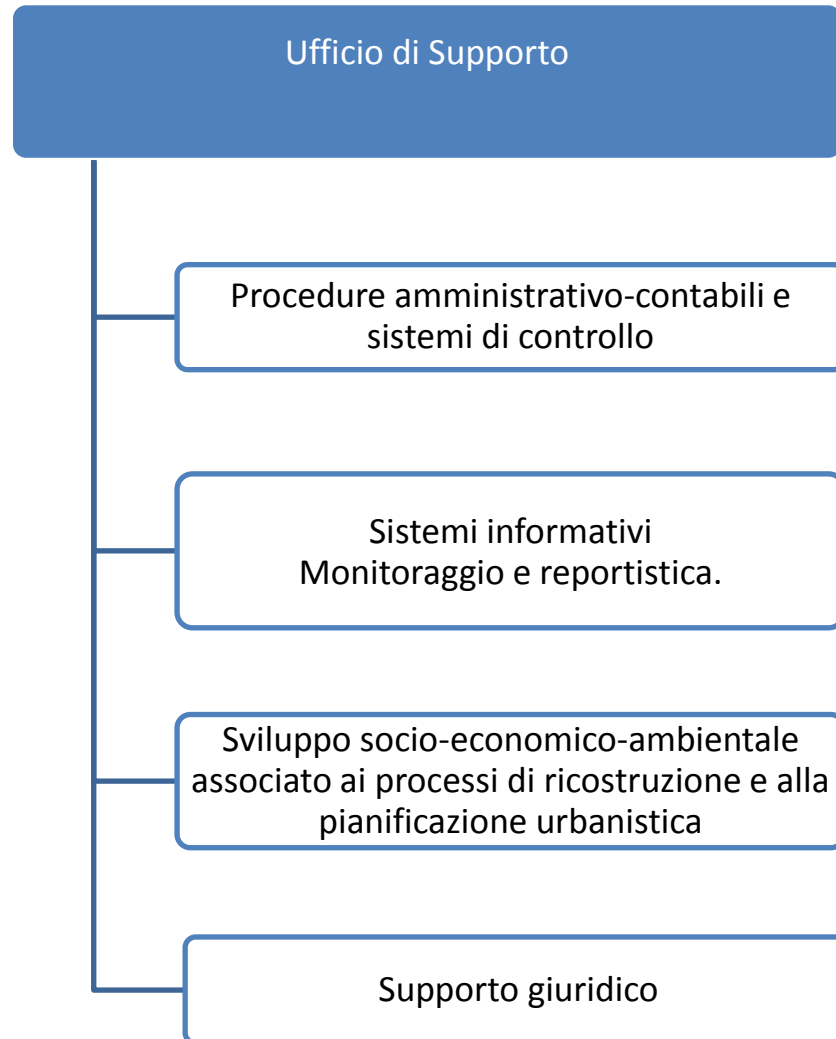 Ufficio di Supporto
Procedure amministrativo-contabili e
sistemi di controllo
Sistemi informativi
Monitoraggio e reportistica.
Sviluppo socio-economico-ambientale
associato ai processi di ricostruzione e alla
pianificazione urbanistica
Supporto giuridico